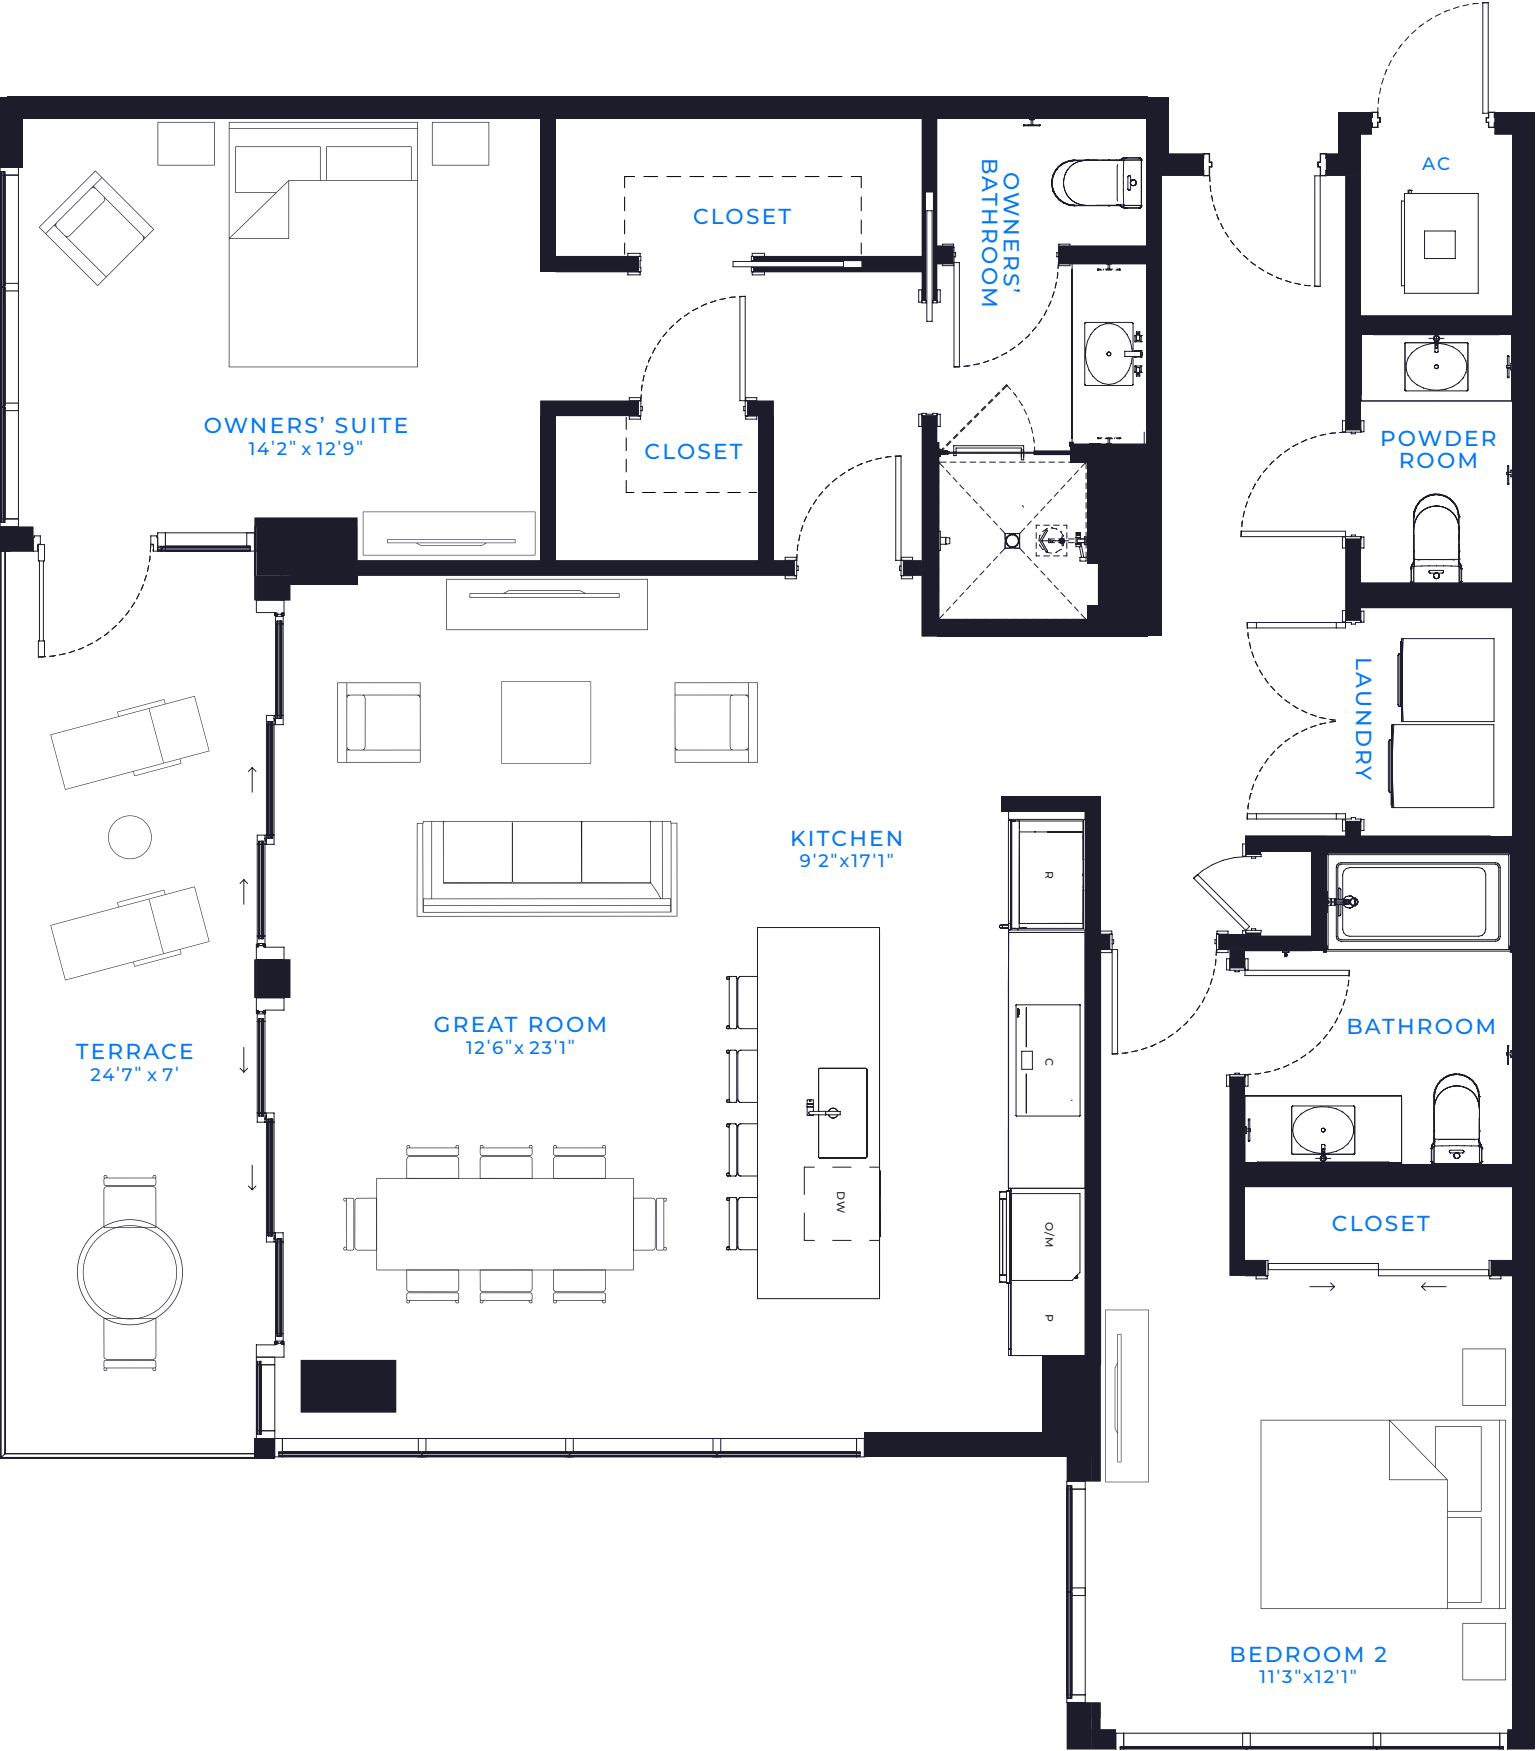 AC
CLOSET
OWNERS’
BATHROOM
OWNERS’ SUITE
14'2" x 12'9"
CLOSET
POWDER
ROOM
LAUNDRY
KITCHEN
9'2"x17'1"
R
GREAT ROOM
12'6"x 23'1"
TERRACE
24'7" x 7'
C
BATHROOM
DW
O/M
P
CLOSET
BEDROOM 2
11'3"x12'1"